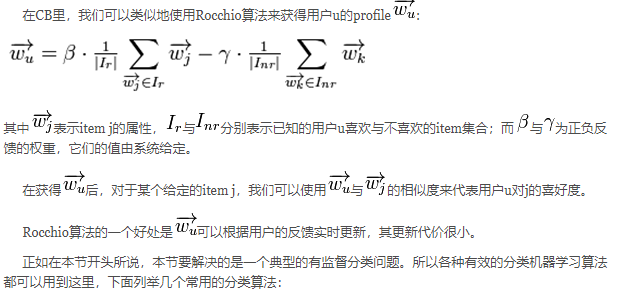 在CB里，我们可以类似地使用Rocchio算法来获得用户u的profile $\overrightarrow{w_u}$：
$\overrightarrow{w_u} = \beta \cdot \frac{1}{|I_r|} \sum_{\overrightarrow{w_j} \in I_r} \overrightarrow{w_j} - \gamma \cdot \frac{1}{|I_{nr}|} \sum_{\overrightarrow{w_k} \in I_{nr}} \overrightarrow{w_k}$
其中 $\overrightarrow{w_j}$表示item j的属性，$I_r$与$I_{nr}$分别表示已知的用户u喜欢与不喜欢的item集合；而 $\beta$ 与 $\gamma$ 为正负反
馈的权重，它们的值由系统给定。
在获得$\overrightarrow{w_u}$后，对于某个给定的item j，我们可以使用$\overrightarrow{w_u}$与$\overrightarrow{w_j}$的相似度来代表用户u对j的喜好度。
Rocchio算法的一个好处是$\overrightarrow{w_u}$可以根据用户的反馈实时更新，其更新代价很小。
正如在本节开头所说，本节要解决的是一个典型的有监督分类问题。所以各种有效的分类机器学习算法
都可以用到这里，下面列举几个常用的分类算法：